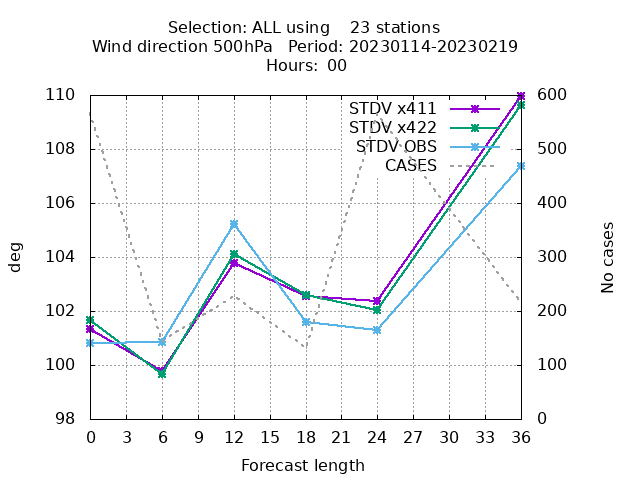 Selection: ALL using 23 stations
Wind direction 500hPa Period: 20230114-20230219
Hours: 00
STDV x411
STDV x422
STDV OBS
CASES
deg
No cases
110
108
106
104
102
100
98
600
500
400
300
200
100
0
0 3 6 9 12 15 18 21 24 27 30 33 36
Forecast length